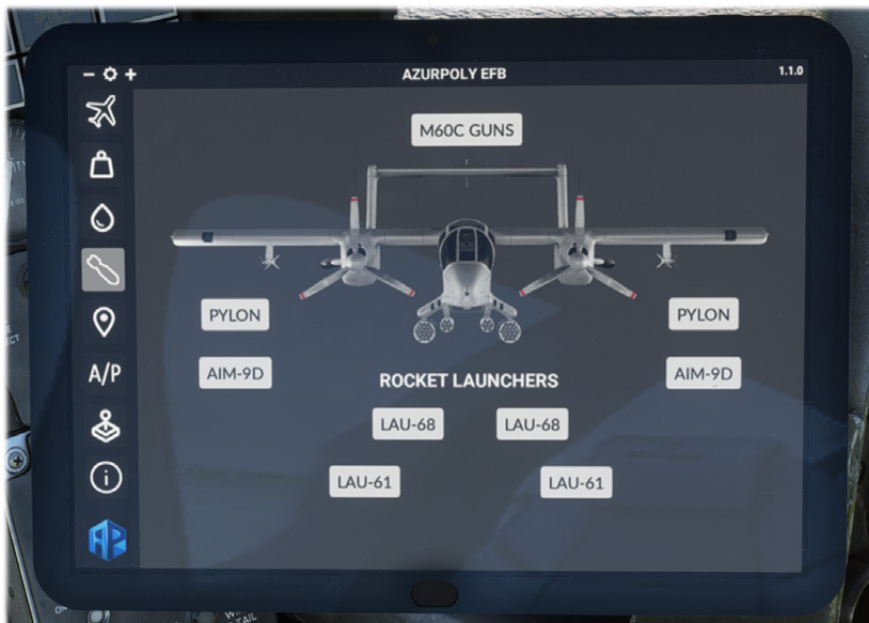 AZURPOLY EFB
1.1.0
M60C GUNS
PYLON
PYLON
AIM-9D
A/P
ROCKET LAUNCHERS
AIM-9D
LAU-68
LAU-68
LAU-61
LAU-61
AP